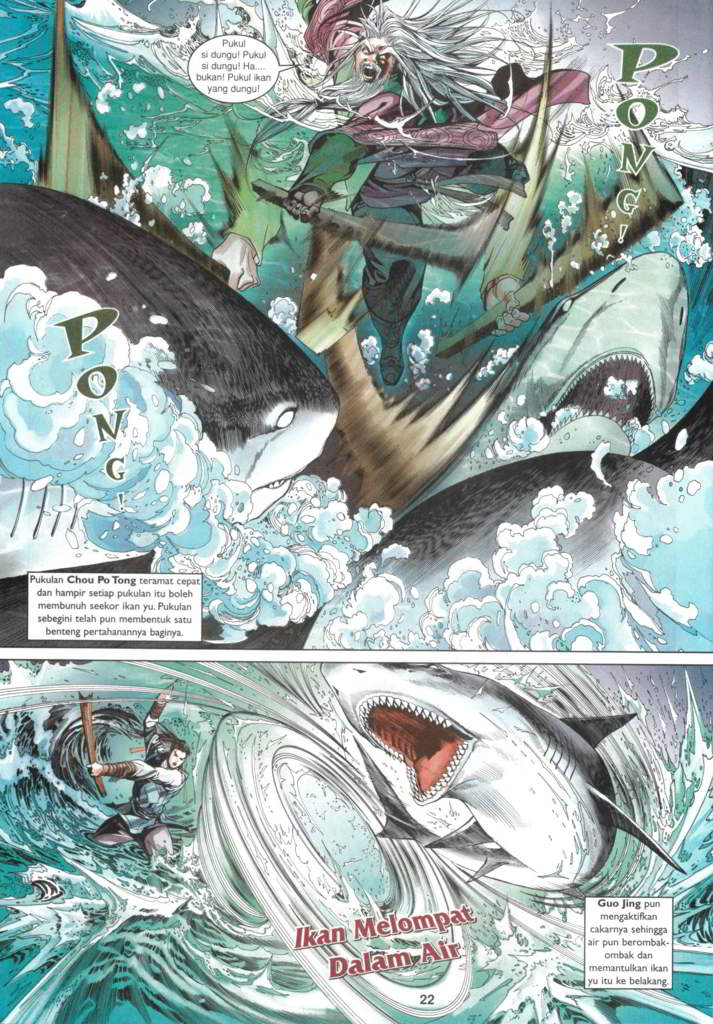 Pukul
si dungu! Pukul
si dungu! Ha....
bukan! Pukul ikan
yang dungu!
PONG!
PONG!
Pukulan Chou Po Tong teramat cepat
dan hampir setiap pukulan itu boleh
membunuh seekor ikan yu. Pukulan
sebegini telah pun membentuk satu
benteng pertahanannya baginya.
Ikan Melompat
Dalam Air
Guo Jing pun
mengaktifkan
cakarnya sehingga
air pun berombak-
ombak dan
memantulkan ikan
yu itu ke belakang.
22